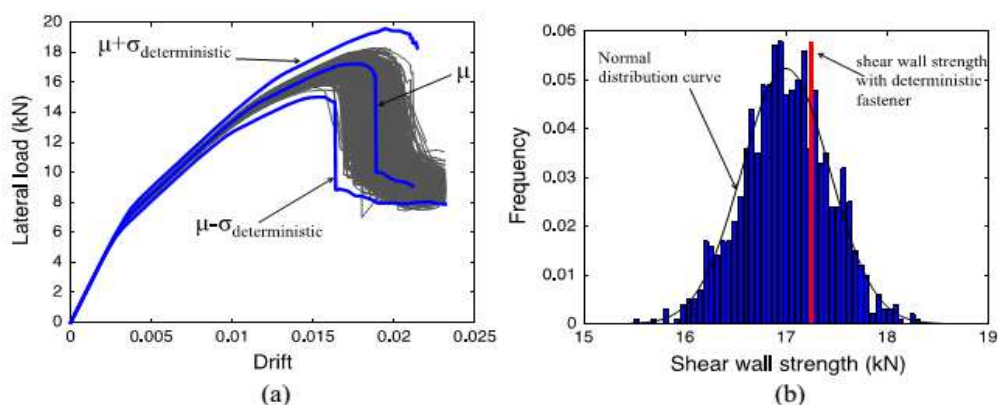 20
18
16
14
12
10
8
6
4
2
0
Lateral load (kN)
μ+σdeterministic
μ
μ-σdeterministic
0 0.005 0.01 0.015 0.02 0.025
Drift
(a)
0.06
0.05
0.04
0.03
0.02
0.01
0
Frequency
Normal
distribution curve
shear wall strength
with deterministic
fastener
15 16 17 18 19
Shear wall strength (kN)
(b)